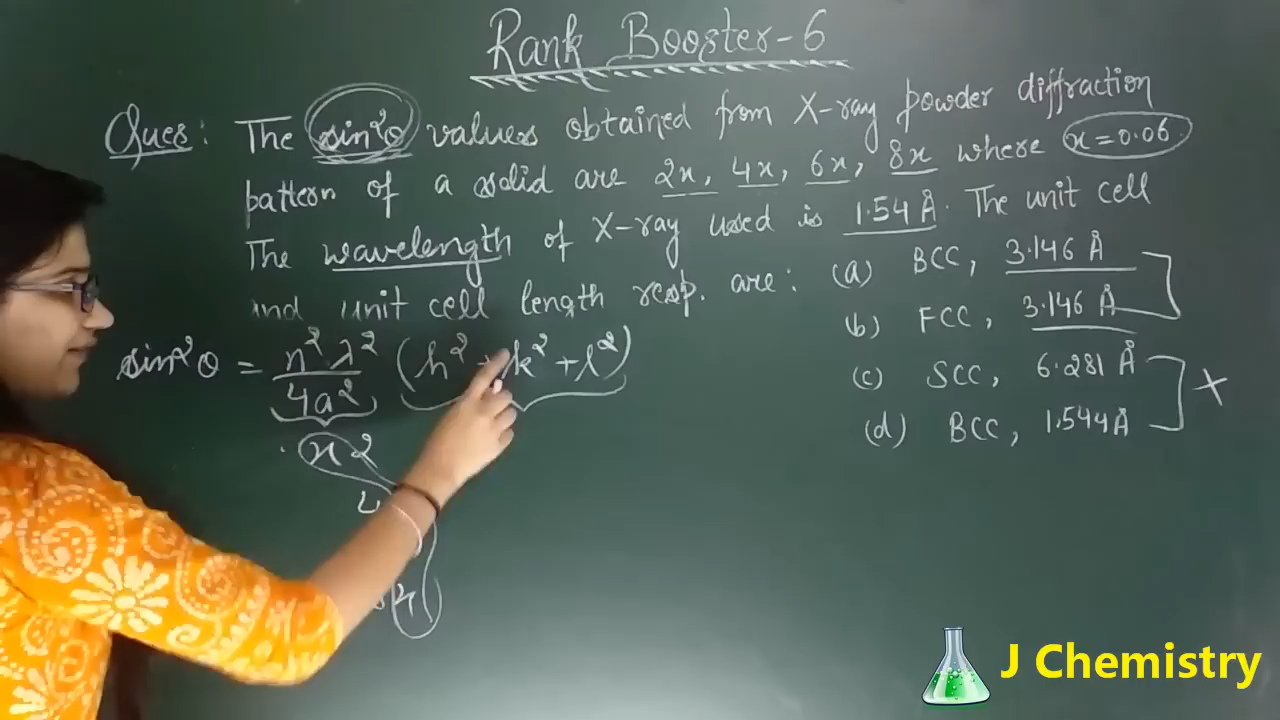 Rank Booster-6
Ques: The sin²θ values obtained from X-ray powder diffraction
pattern of a solid are 2x, 4x, 6x, 8x where x=0.06.
The wavelength of X-ray used is 1.54 Å. The unit cell
and unit cell length resp. are:
(a) BCC, 3.146 Å
(b) FCC, 3.146 Å
(c) SCC, 6.281 Å
(d) BCC, 1.544 Å
×
sin²θ = n²λ² / 4a² (h² + k² + l²)
x 2
4
J Chemistry